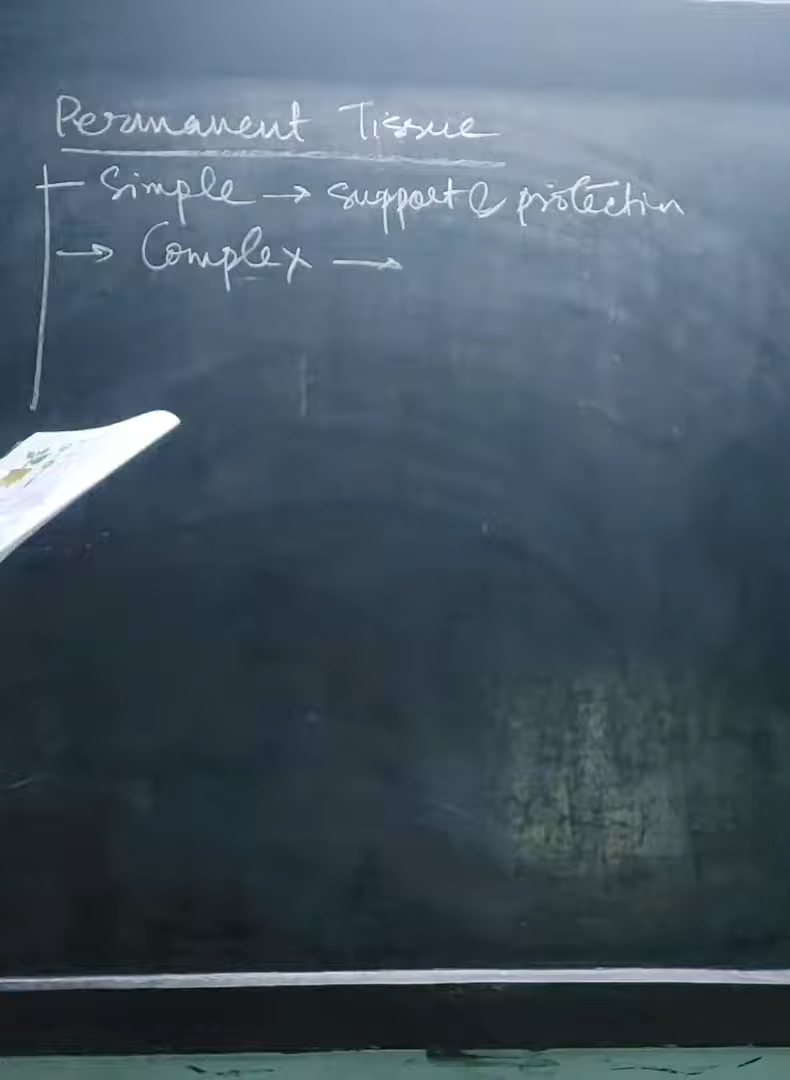 Permanent Tissue
Simple → support & protection
→ Complex →